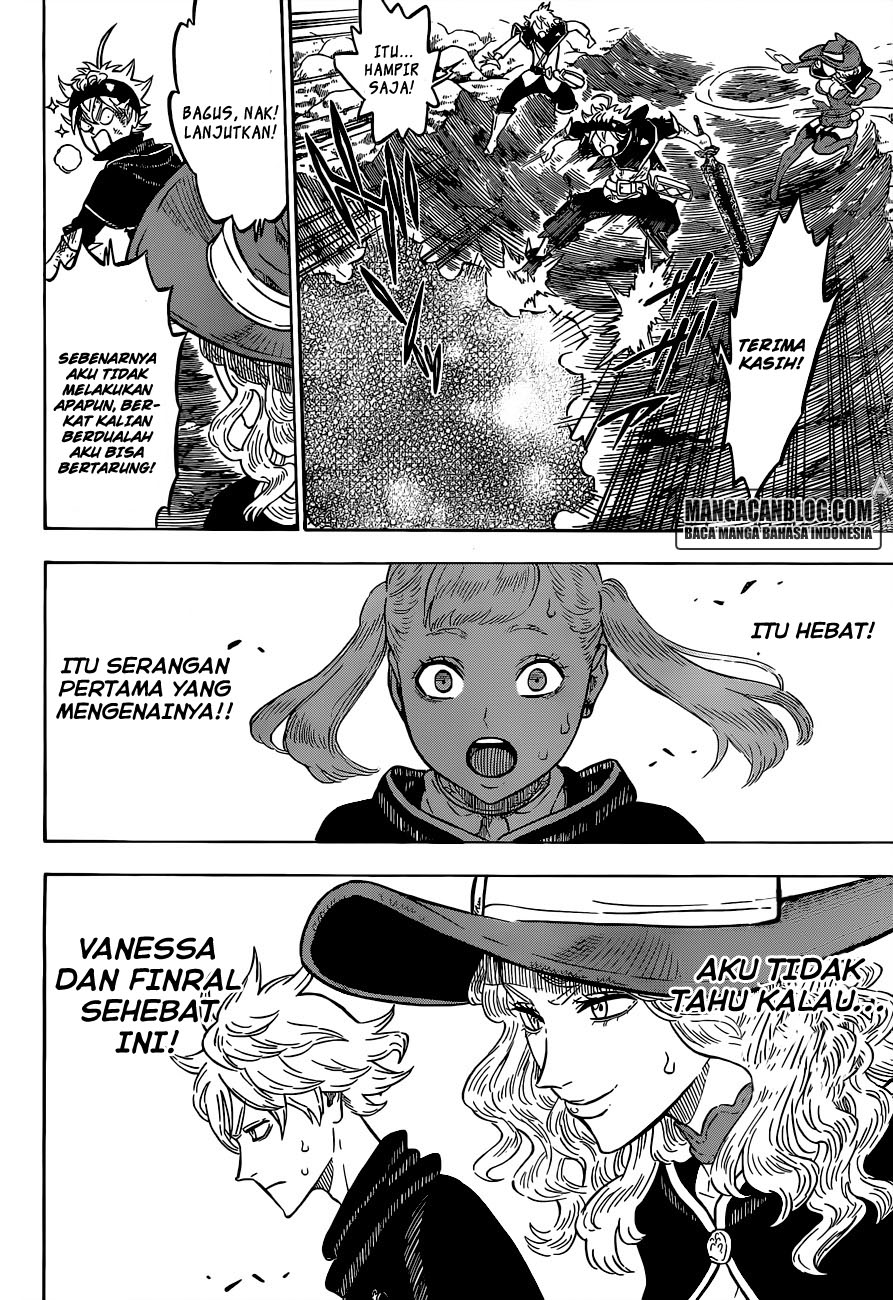 TERIMA
KASIH!
ITU...
HAMPIR
SAJA!
BAGUS, NAK!
LANJUTKAN!
SEBENARNYA
AKU TIDAK
MELAKUKAN
APAPUN, BER-
KAT KALIAN
BERDUALAH
AKU BISA
BERTARUNG!
MANGACANBLOG.COM
BACA MANGA BAHASA INDONESIA
ITU HEBAT!
ITU SERANGAN
PERTAMA YANG
MENGENAINYA!!
AKU TIDAK
TAHU KALAU...
VANESSA
DAN FINRAL
SEHEBAT
INI!